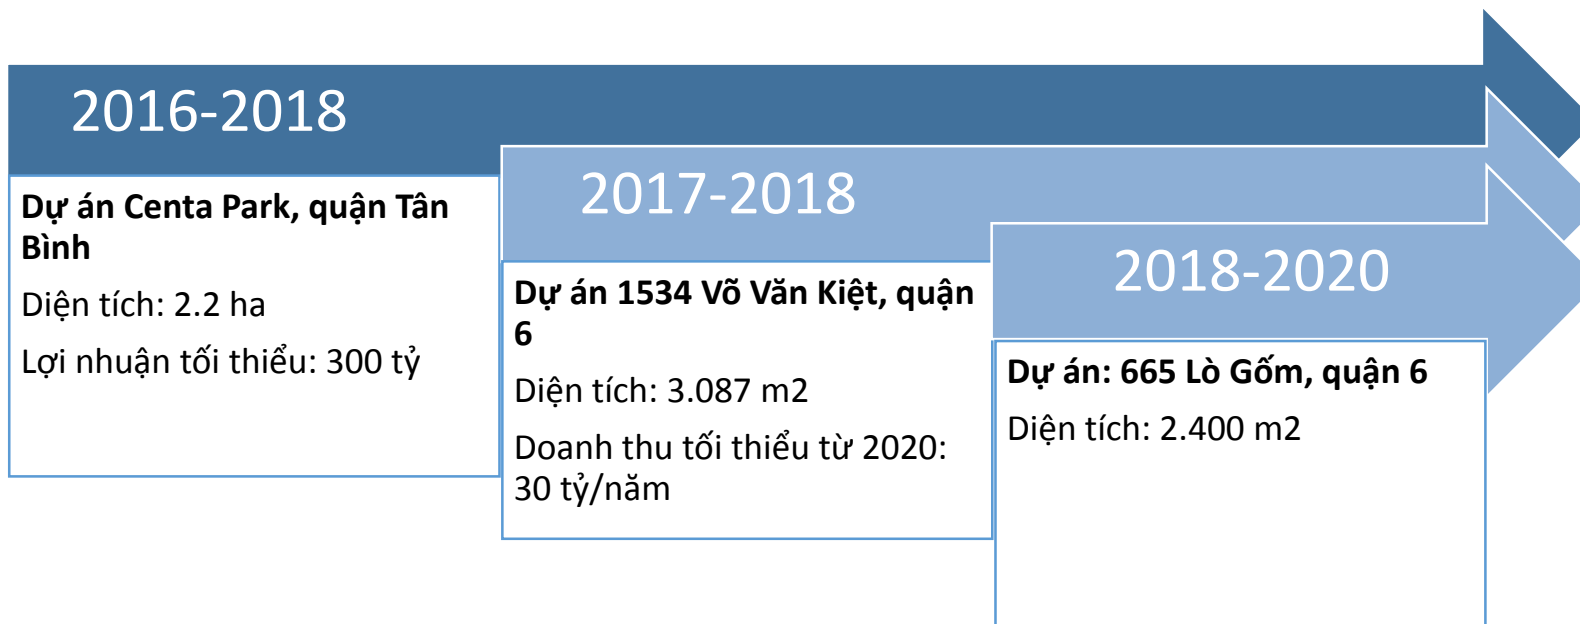 2016-2018
Dự án Centa Park, quận Tân
Bình
Diện tích: 2.2 ha
Lợi nhuận tối thiểu: 300 tỷ
2017-2018
Dự án 1534 Võ Văn Kiệt, quận
6
Diện tích: 3.087 m2
Doanh thu tối thiểu từ 2020:
30 tỷ/năm
2018-2020
Dự án: 665 Lò Gốm, quận 6
Diện tích: 2.400 m2